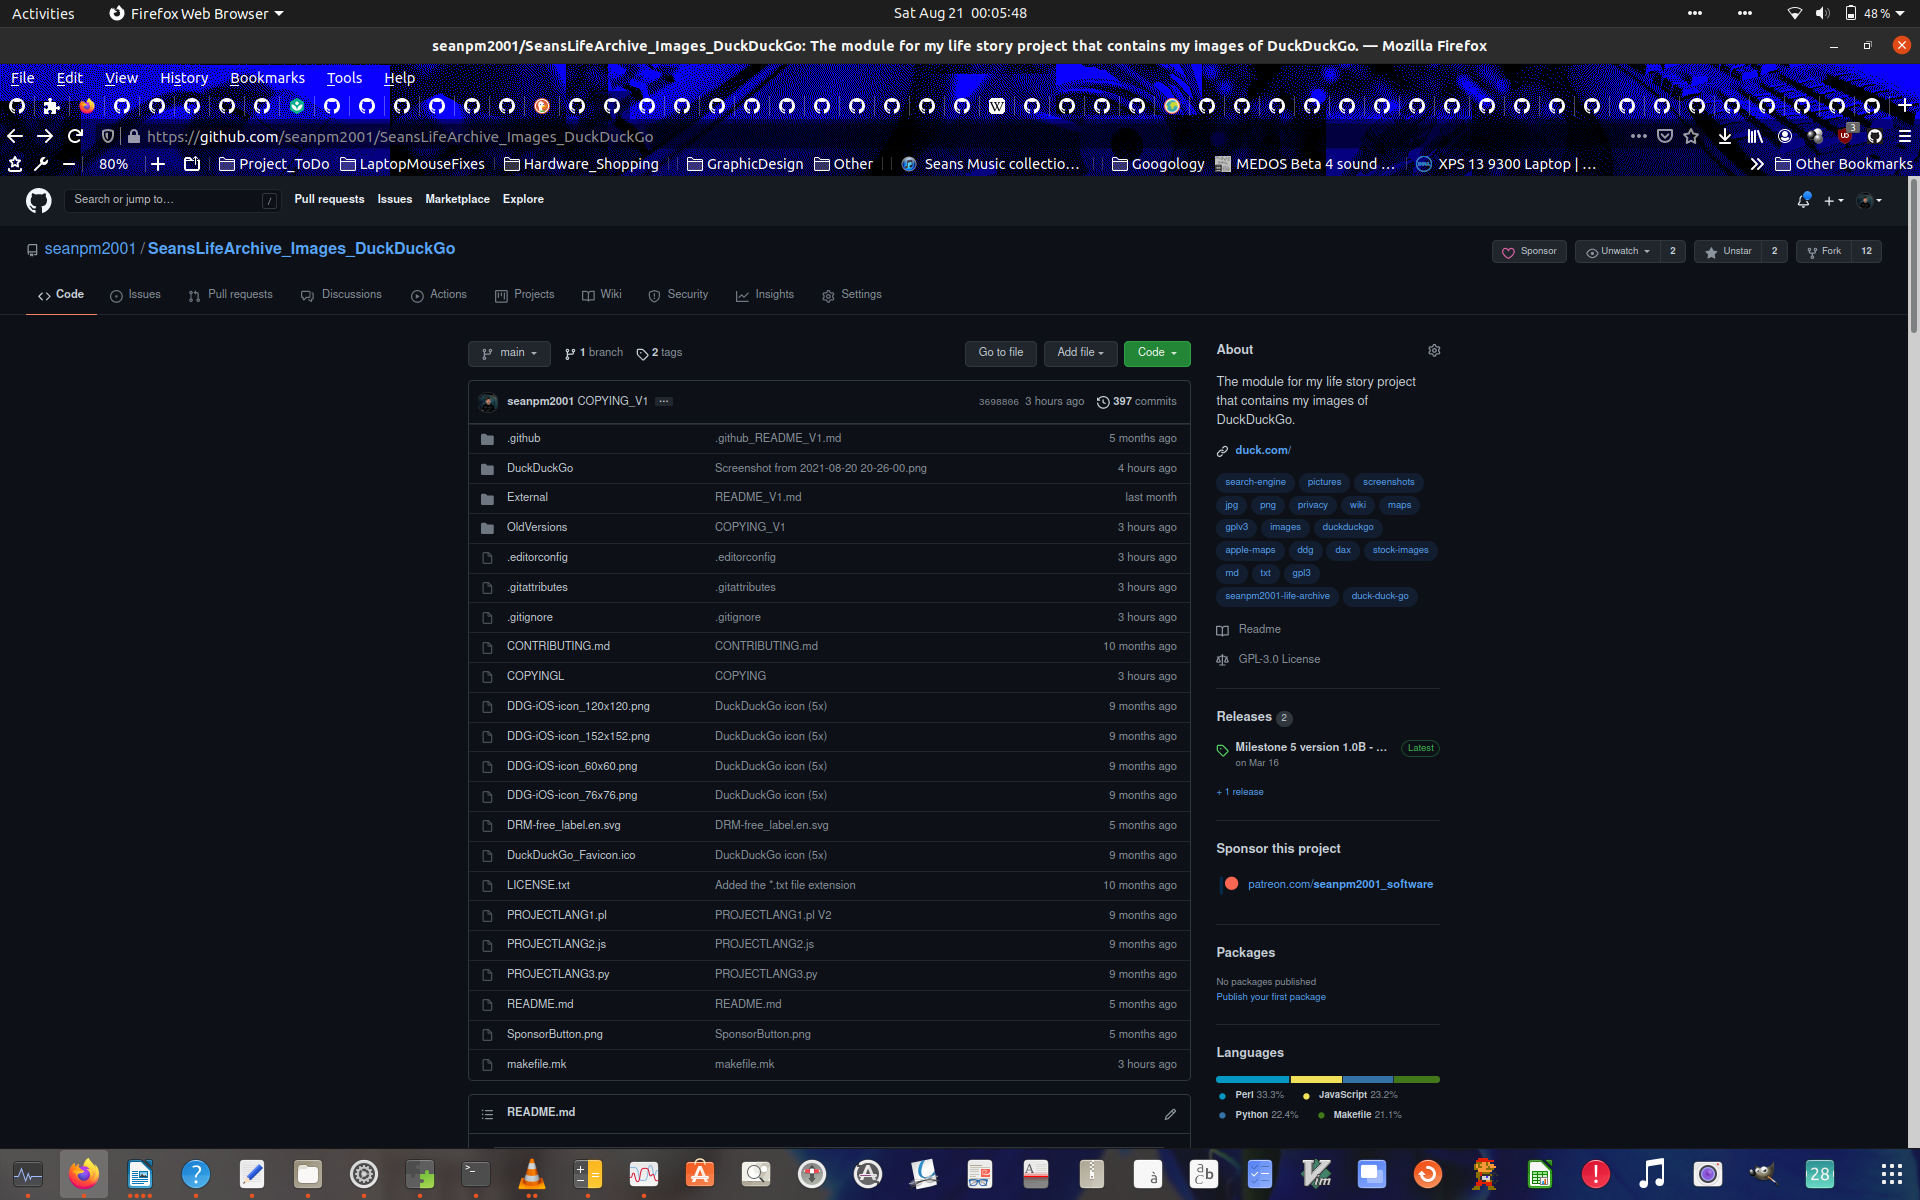 Activities Firefox Web Browser Sat Aug 21 00:05:48 48 %
seanpm2001/SeansLifeArchive_Images_DuckDuckGo: The module for my life story project that contains my images of DuckDuckGo. — Mozilla Firefox
File Edit View History Bookmarks Tools Help
https://github.com/seanpm2001/SeansLifeArchive_Images_DuckDuckGo 3
80% Project_ToDo LaptopMouseFixes Hardware_Shopping GraphicDesign Other Seans Music collectio… Googology MEDOS Beta 4 sound … XPS 13 9300 Laptop | … Other Bookmarks
Search or jump to… / Pull requests Issues Marketplace Explore
seanpm2001 / SeansLifeArchive_Images_DuckDuckGo Sponsor Unwatch 2 Unstar 2 Fork 12
Code Issues Pull requests Discussions Actions Projects Wiki Security Insights Settings
main 1 branch 2 tags Go to file Add file Code
seanpm2001 COPYING_V1 3698806 3 hours ago 397 commits
.github .github_README_V1.md 5 months ago
DuckDuckGo Screenshot from 2021-08-20 20-26-00.png 4 hours ago
External README_V1.md last month
OldVersions COPYING_V1 3 hours ago
.editorconfig .editorconfig 3 hours ago
.gitattributes .gitattributes 3 hours ago
.gitignore .gitignore 3 hours ago
CONTRIBUTING.md CONTRIBUTING.md 10 months ago
COPYINGL COPYING 3 hours ago
DDG-iOS-icon_120x120.png DuckDuckGo icon (5x) 9 months ago
DDG-iOS-icon_152x152.png DuckDuckGo icon (5x) 9 months ago
DDG-iOS-icon_60x60.png DuckDuckGo icon (5x) 9 months ago
DDG-iOS-icon_76x76.png DuckDuckGo icon (5x) 9 months ago
DRM-free_label.en.svg DRM-free_label.en.svg 5 months ago
DuckDuckGo_Favicon.ico DuckDuckGo icon (5x) 9 months ago
LICENSE.txt Added the *.txt file extension 10 months ago
PROJECTLANG1.pl PROJECTLANG1.pl V2 9 months ago
PROJECTLANG2.js PROJECTLANG2.js 9 months ago
PROJECTLANG3.py PROJECTLANG3.py 9 months ago
README.md README.md 5 months ago
SponsorButton.png SponsorButton.png 5 months ago
makefile.mk makefile.mk 3 hours ago
README.md
About
The module for my life story project
that contains my images of
DuckDuckGo.
duck.com/
search-engine pictures screenshots
jpg png privacy wiki maps
gplv3 images duckduckgo
apple-maps ddg dax stock-images
md txt gpl3
seanpm2001-life-archive duck-duck-go
Readme
GPL-3.0 License
Releases 2
Milestone 5 version 1.0B - ... Latest
on Mar 16
+ 1 release
Sponsor this project
patreon.com/seanpm2001_software
Packages
No packages published
Publish your first package
Languages
Perl 33.3% JavaScript 23.2%
Python 22.4% Makefile 21.1%
28